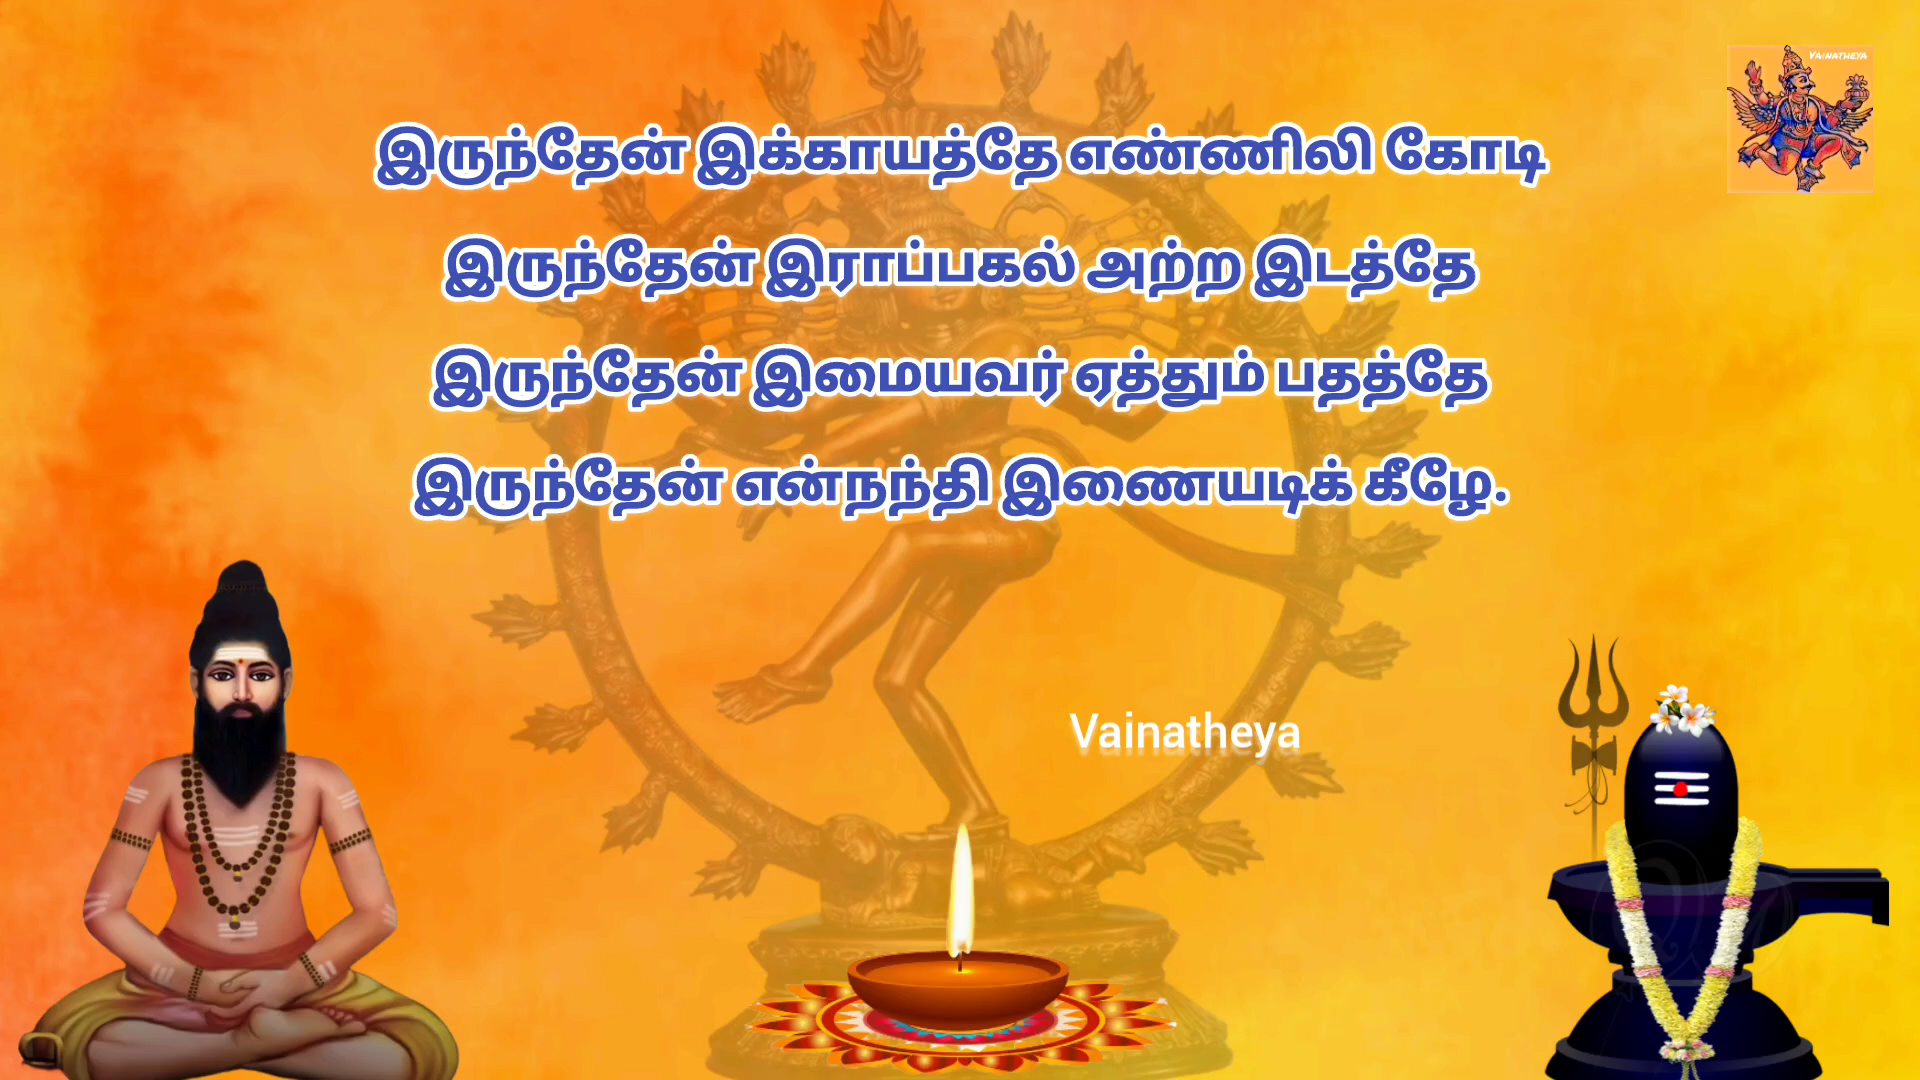 VAINATHEYA
இருந்தேன் இக்காயத்தே எண்ணிலி கோடி
இருந்தேன் இராப்பகல் அற்ற இடத்தே
இருந்தேன் இமையவர் ஏத்தும் பதத்தே
இருந்தேன் என்நந்தி இணையடிக் கீழே.
Vainatheya